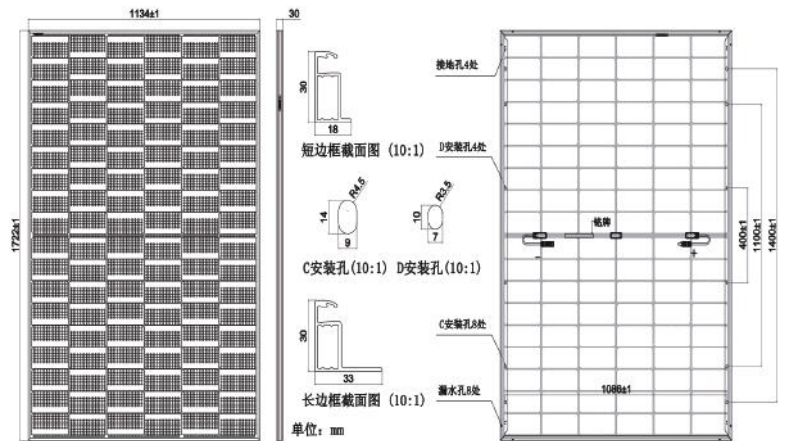 1134±1
30
1722±1
30
18
短边框截面图 (10:1)
R4.5
14
9
R3.5
10
7
C安装孔(10:1) D安装孔(10:1)
30
33
长边框截面图 (10:1)
单位：mm
接地孔4处
D安装孔4处
铭牌
-
+
C安装孔8处
漏水孔8处
1086±1
400±1
1100±1
1400±1